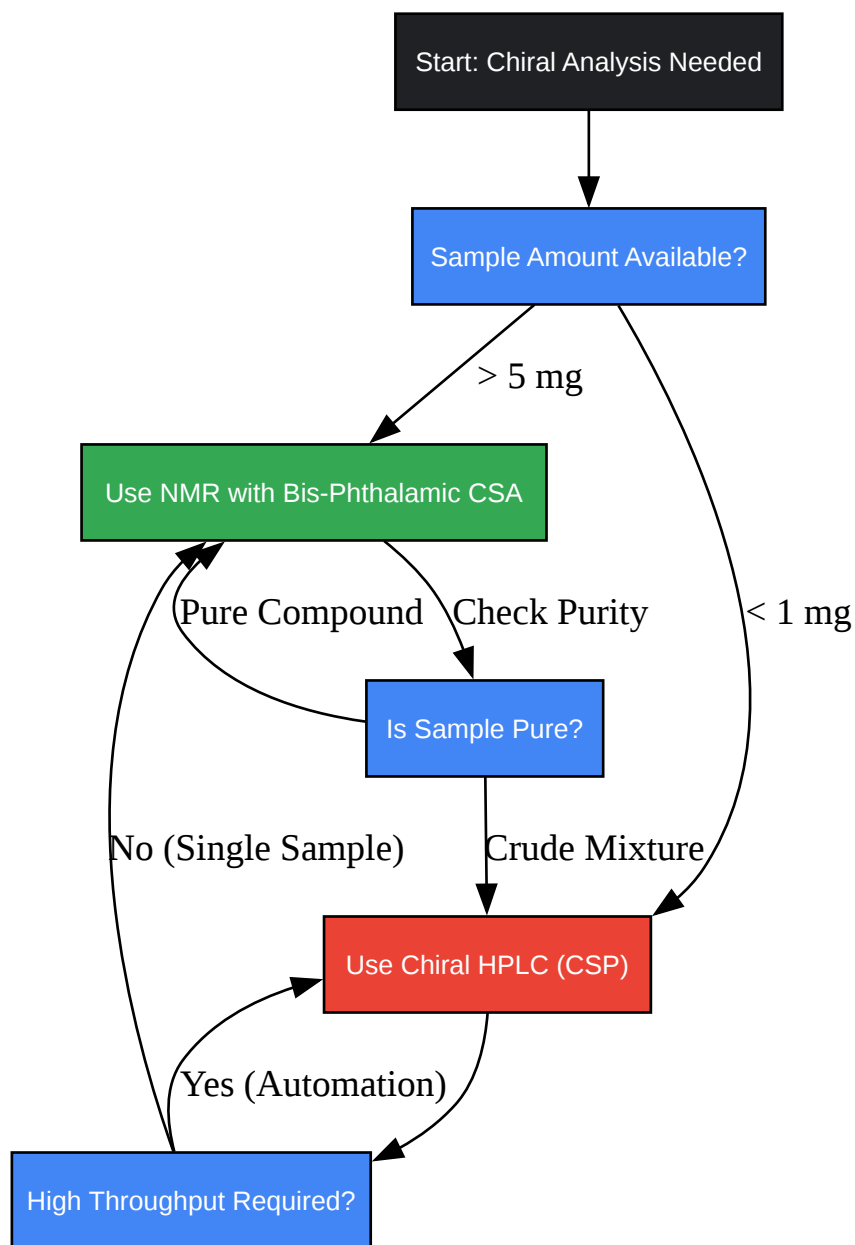 Start: Chiral Analysis Needed
Sample Amount Available?
> 5 mg
Use NMR with Bis-Phthalamic CSA
Pure Compound
Check Purity
< 1 mg
Is Sample Pure?
No (Single Sample)
Crude Mixture
Use Chiral HPLC (CSP)
Yes (Automation)
High Throughput Required?